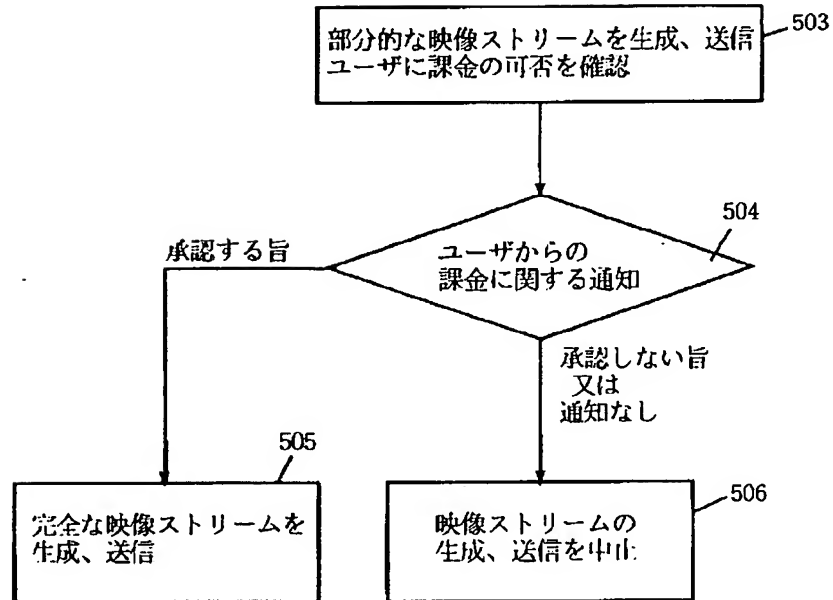 部分的な映像ストリームを生成、送信
ユーザに課金の可否を確認
503
504
ユーザからの
課金に関する通知
承認する旨
承認しない旨
又は
通知なし
505
完全な映像ストリームを
生成、送信
506
映像ストリームの
生成、送信を中止